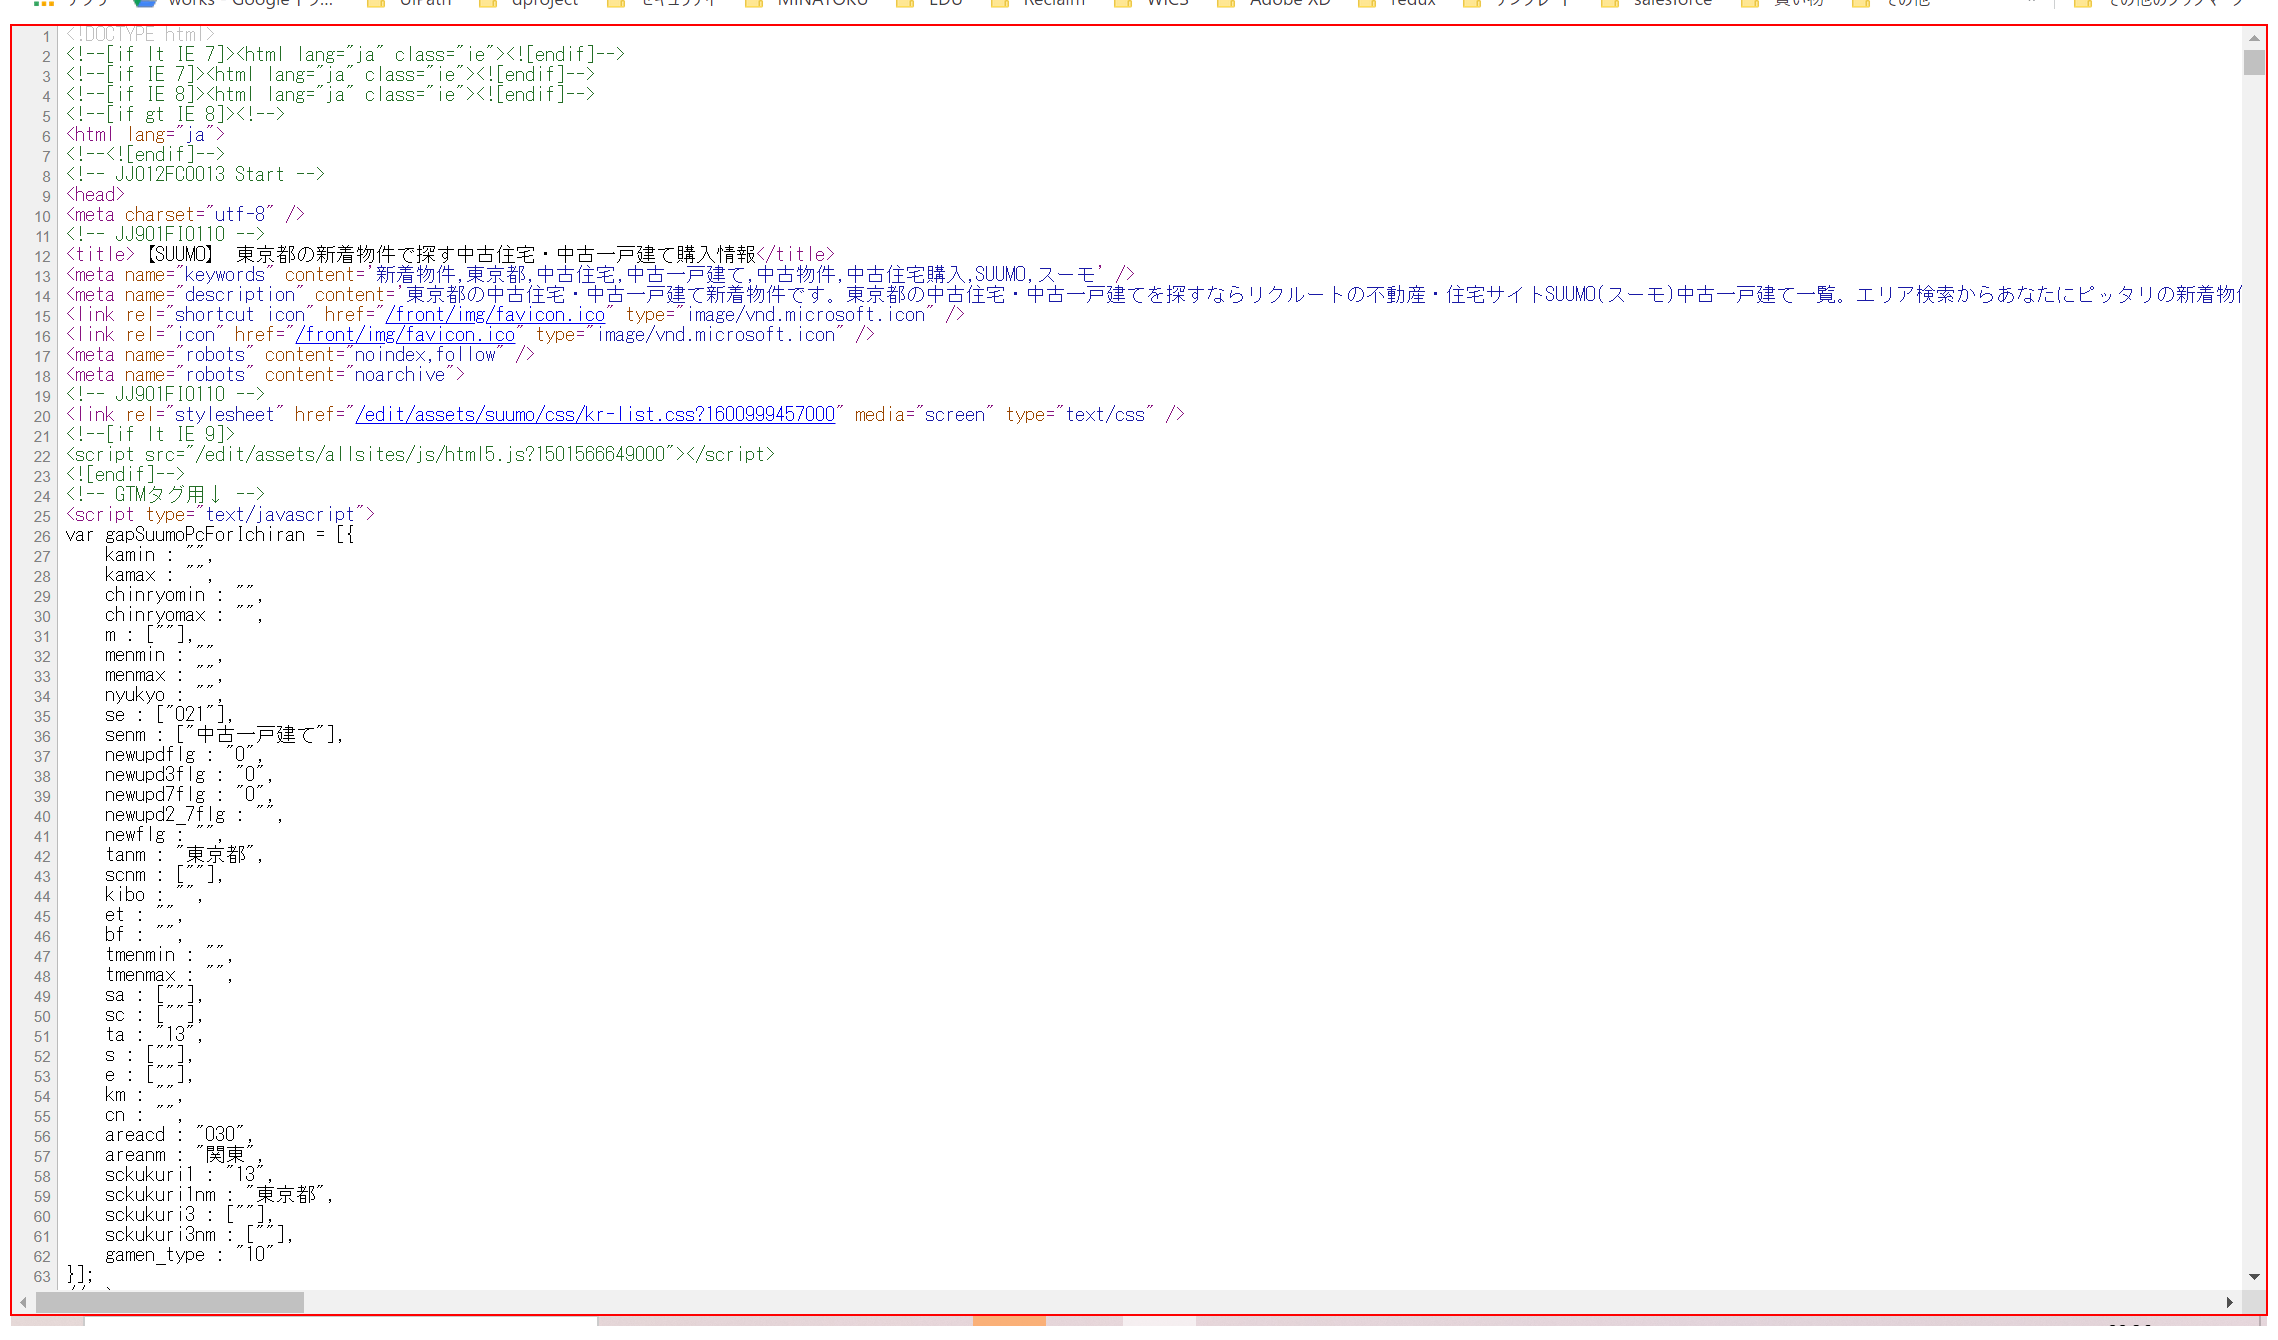 works - Google ドラ... UiPath uproject セキュリティ MINATOKU EDU Reclaim WICS Adobe XD redux テンプレート salesforce 買い物 その他 » その他のブックマーク
1 <!DOCTYPE html>
2 <!--[if lt IE 7]><html lang="ja" class="ie"><![endif]-->
3 <!--[if IE 7]><html lang="ja" class="ie"><![endif]-->
4 <!--[if IE 8]><html lang="ja" class="ie"><![endif]-->
5 <!--[if gt IE 8]><!-->
6 <html lang="ja">
7 <!--<![endif]-->
8 <!-- JJ012FC0013 Start -->
9 <head>
10 <meta charset="utf-8" />
11 <!-- JJ901FI0110 -->
12 <title>【SUUMO】 東京都の新着物件で探す中古住宅・中古一戸建て購入情報</title>
13 <meta name="keywords" content='新着物件,東京都,中古住宅,中古一戸建て,中古物件,中古住宅購入,SUUMO,スーモ' />
14 <meta name="description" content='東京都の中古住宅・中古一戸建て新着物件です。東京都の中古住宅・中古一戸建てを探すならリクルートの不動産・住宅サイトSUUMO(スーモ)中古一戸建て一覧。エリア検索からあなたにピッタリの新着物件
15 <link rel="shortcut icon" href="/front/img/favicon.ico" type="image/vnd.microsoft.icon" />
16 <link rel="icon" href="/front/img/favicon.ico" type="image/vnd.microsoft.icon" />
17 <meta name="robots" content="noindex,follow" />
18 <meta name="robots" content="noarchive">
19 <!-- JJ901FI0110 -->
20 <link rel="stylesheet" href="/edit/assets/suumo/css/kr-list.css?1600999457000" media="screen" type="text/css" />
21 <!--[if lt IE 9]>
22 <script src="/edit/assets/allsites/js/html5.js?1501566649000"></script>
23 <![endif]-->
24 <!-- GTMタグ用↓ -->
25 <script type="text/javascript">
26 var gapSuumoPcForIchiran = [{
27 kamin : "",
28 kamax : "",
29 chinryomin : "",
30 chinryomax : "",
31 m : [""],
32 menmin : "",
33 menmax : "",
34 nyukyo : "",
35 se : ["021"],
36 senm : ["中古一戸建て"],
37 newupdflg : "0",
38 newupd3flg : "0",
39 newupd7flg : "0",
40 newupd2_7flg : "",
41 newflg : "",
42 tanm : "東京都",
43 scnm : [""],
44 kibo : "",
45 et : "",
46 bf : "",
47 tmenmin : "",
48 tmenmax : "",
49 sa : [""],
50 sc : [""],
51 ta : "13",
52 s : [""],
53 e : [""],
54 km : "",
55 cn : "",
56 areacd : "030",
57 areanm : "関東",
58 sckukuri1 : "13",
59 sckukuri1nm : "東京都",
60 sckukuri3 : [""],
61 sckukuri3nm : [""],
62 gamen_type : "10"
63 }];